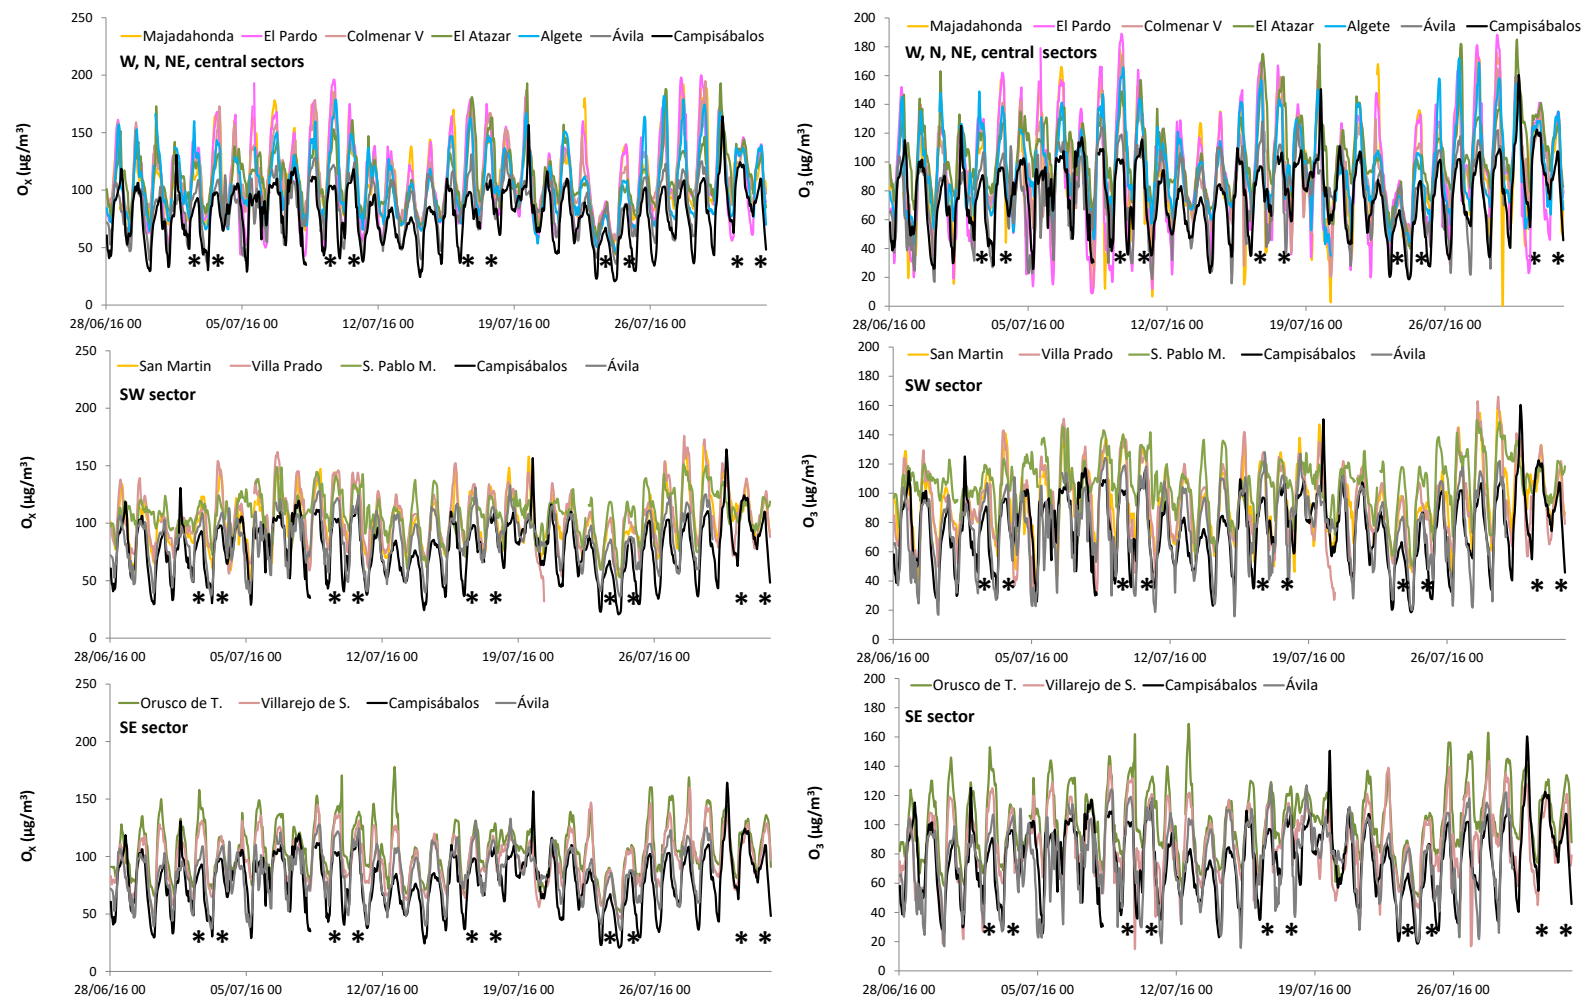 Majadahonda El Pardo Colmenar V El Atazar Algete Ávila Campisábalos
W, N, NE, central sectors
Oₓ (µg/m³)
250
200
150
100
50
0
28/06/16 00 05/07/16 00 12/07/16 00 19/07/16 00 26/07/16 00
* * * * * * * * * *
Majadahonda El Pardo Colmenar V El Atazar Algete Ávila Campisábalos
W, N, NE, central sectors
O₃ (µg/m³)
200
180
160
140
120
100
80
60
40
20
0
28/06/16 00 05/07/16 00 12/07/16 00 19/07/16 00 26/07/16 00
* * * * * * * * * *
San Martin Villa Prado S. Pablo M. Campisábalos Ávila
SW sector
Oₓ (µg/m³)
250
200
150
100
50
0
28/06/16 00 05/07/16 00 12/07/16 00 19/07/16 00 26/07/16 00
* * * * * * * * * *
San Martin Villa Prado S. Pablo M. Campisábalos Ávila
SW sector
O₃ (µg/m³)
200
180
160
140
120
100
80
60
40
20
0
28/06/16 00 05/07/16 00 12/07/16 00 19/07/16 00 26/07/16 00
* * * * * * * * * *
Orusco de T. Villarejo de S. Campisábalos Ávila
SE sector
Oₓ (µg/m³)
250
200
150
100
50
0
28/06/16 00 05/07/16 00 12/07/16 00 19/07/16 00 26/07/16 00
* * * * * * * * * *
Orusco de T. Villarejo de S. Campisábalos Ávila
SE sector
O₃ (µg/m³)
200
180
160
140
120
100
80
60
40
20
0
28/06/16 00 05/07/16 00 12/07/16 00 19/07/16 00 26/07/16 00
* * * * * * * * * *